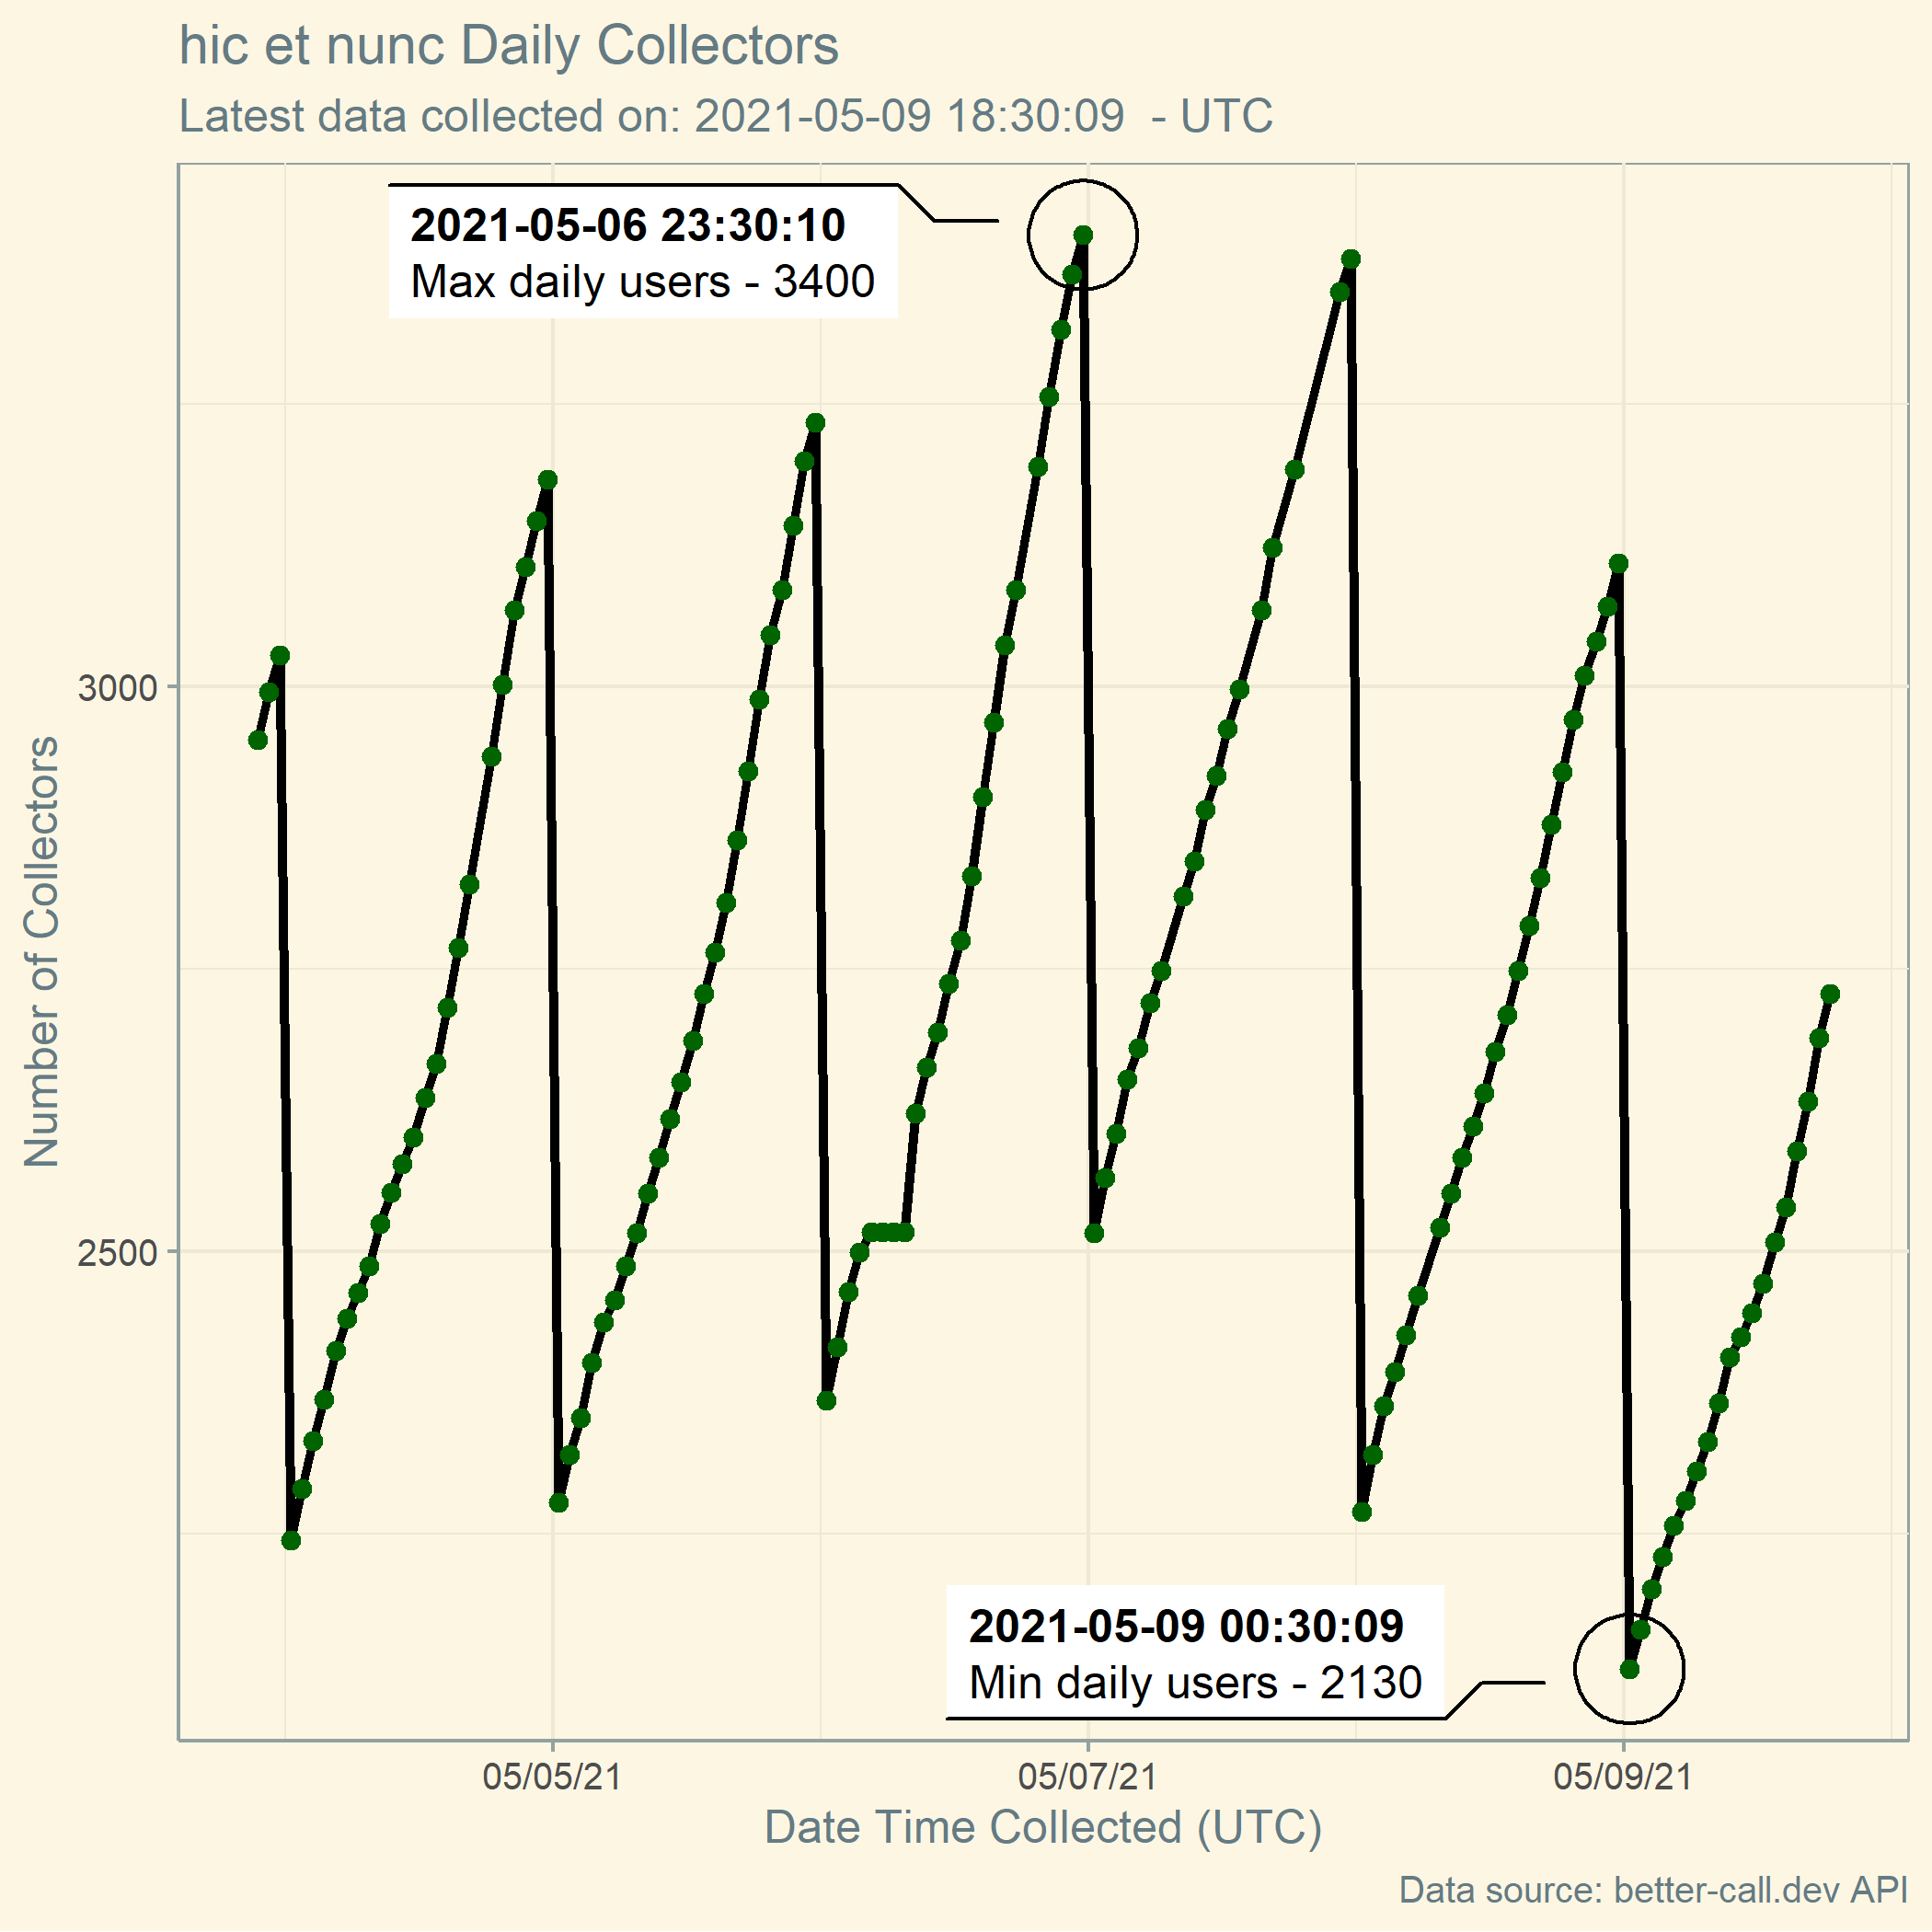 hic et nunc Daily Collectors
Latest data collected on: 2021-05-09 18:30:09  - UTC
2021-05-06 23:30:10
Max daily users - 3400
3000
Number of Collectors
2500
2021-05-09 00:30:09
Min daily users - 2130
05/05/21
05/07/21
05/09/21
Date Time Collected (UTC)
Data source: better-call.dev API